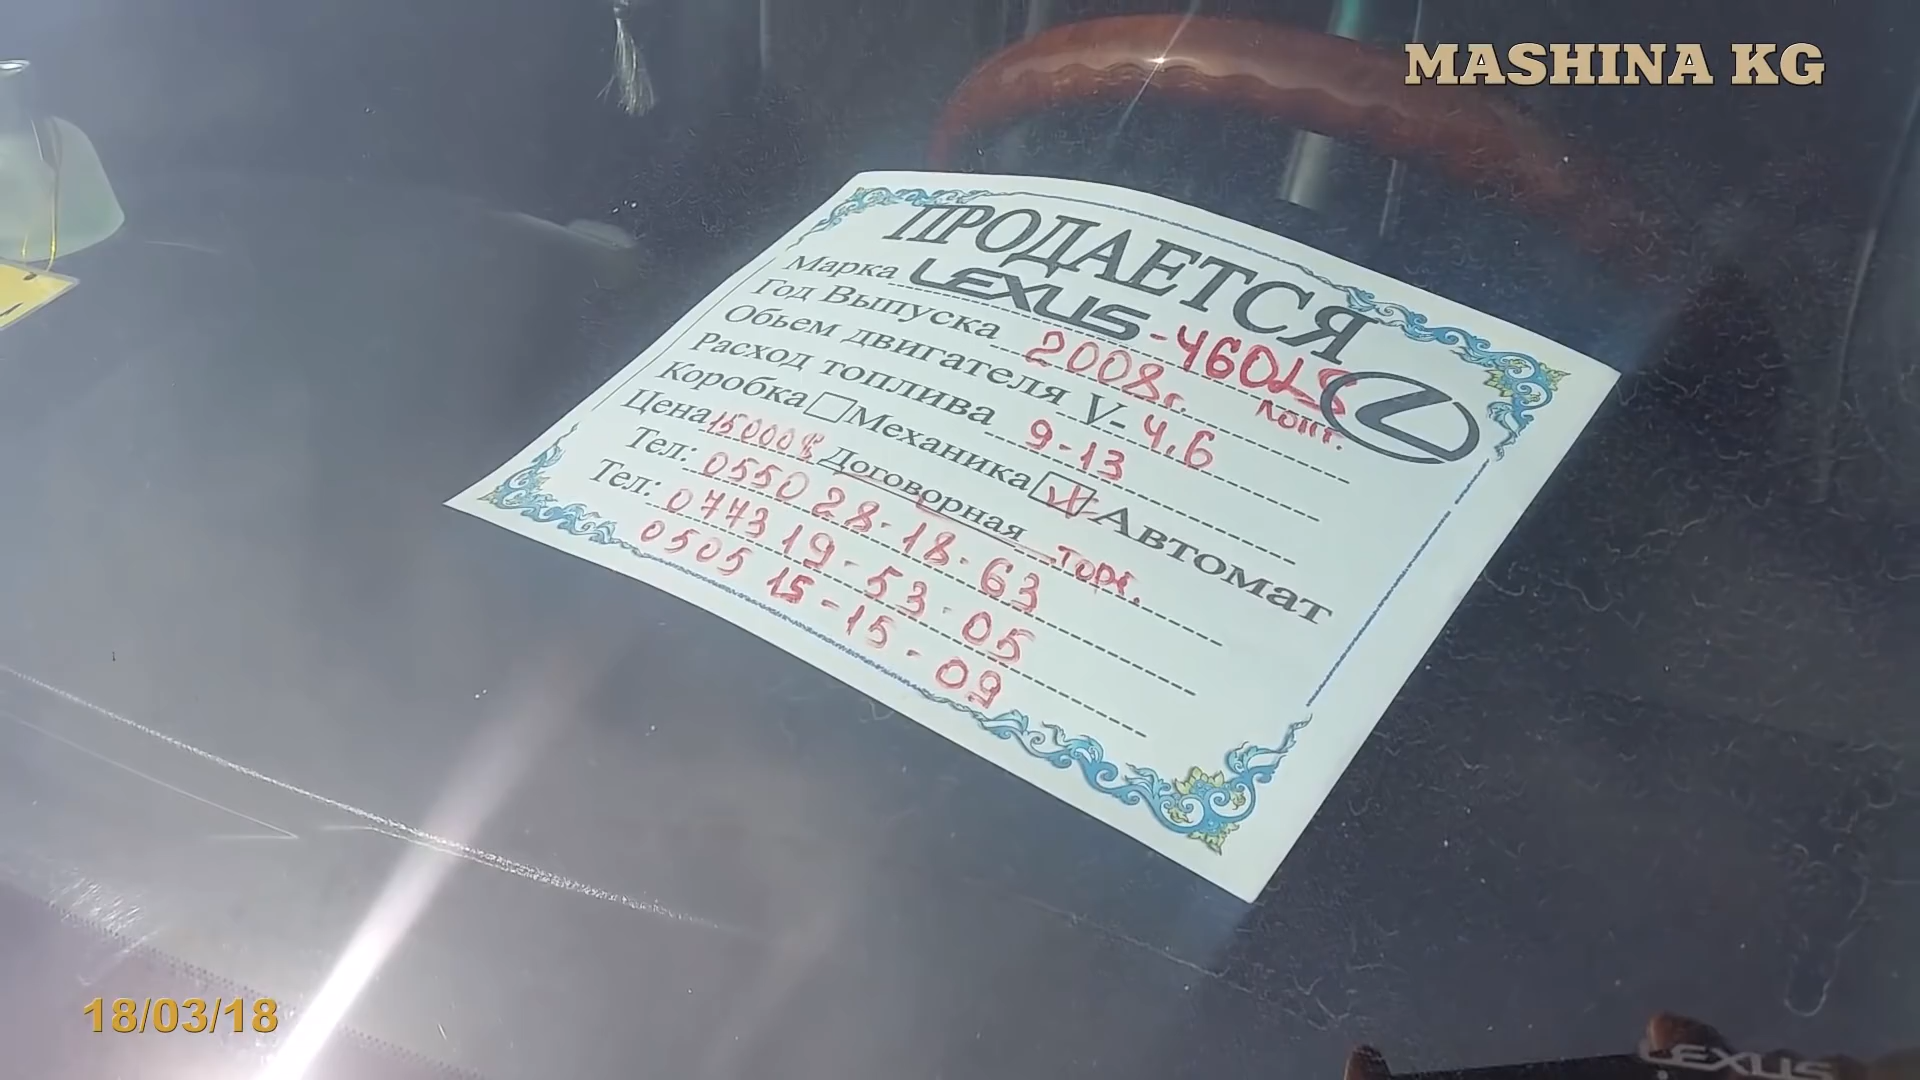 MASHINA KG
ПРОДАЕТСЯ
Марка LEXUS - 460LS
Год Выпуска 2008г. лонг.
Обьем двигателя V- 4,6
Расход топлива 9-13
Коробка Механика Автомат
Цена 15000$ Договорная торг.
Тел: 0550 28-18-63
Тел: 0773 19-53-05
0505 15-15-09
18/03/18
LEXUS